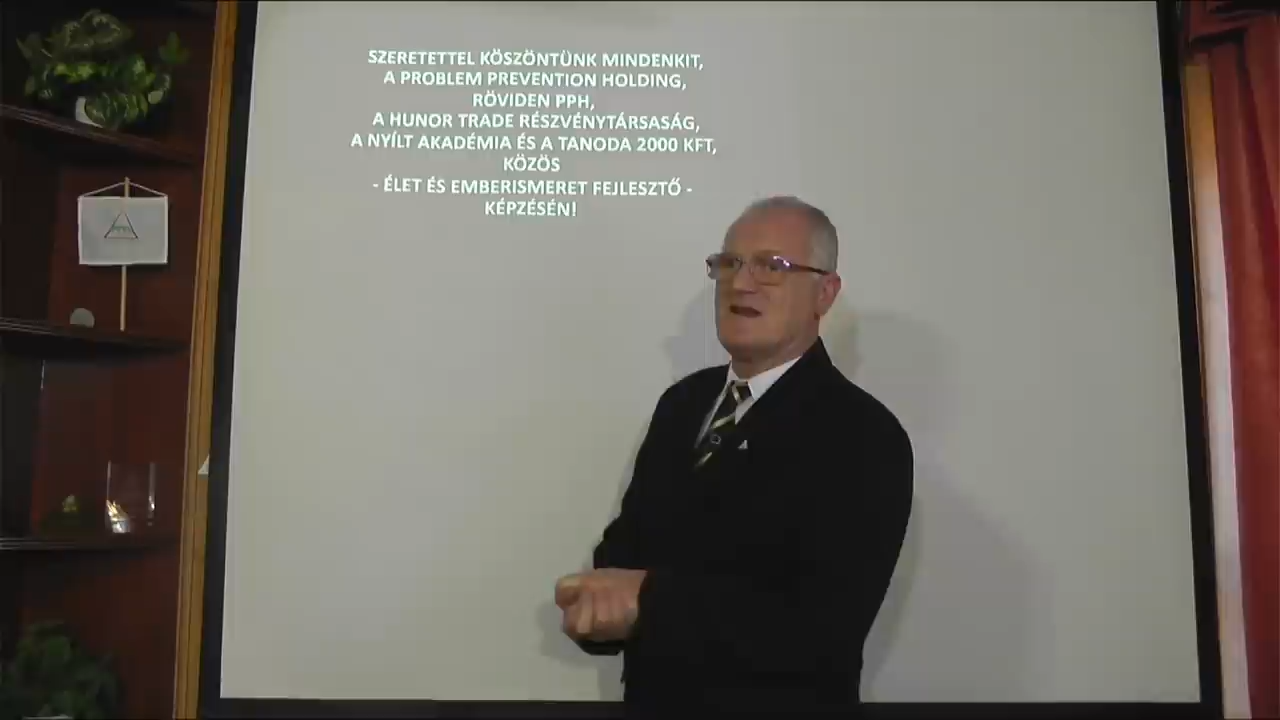 SZERETETTEL KÖSZÖNTÜNK MINDENKIT,
A PROBLEM PREVENTION HOLDING,
RÖVIDEN PPH,
A HUNOR TRADE RÉSZVÉNYTÁRSASÁG,
A NYÍLT AKADÉMIA ÉS A TANODA 2000 KFT,
KÖZÖS
- ÉLET ÉS EMBERISMERET FEJLESZTŐ -
KÉPZÉSÉN!